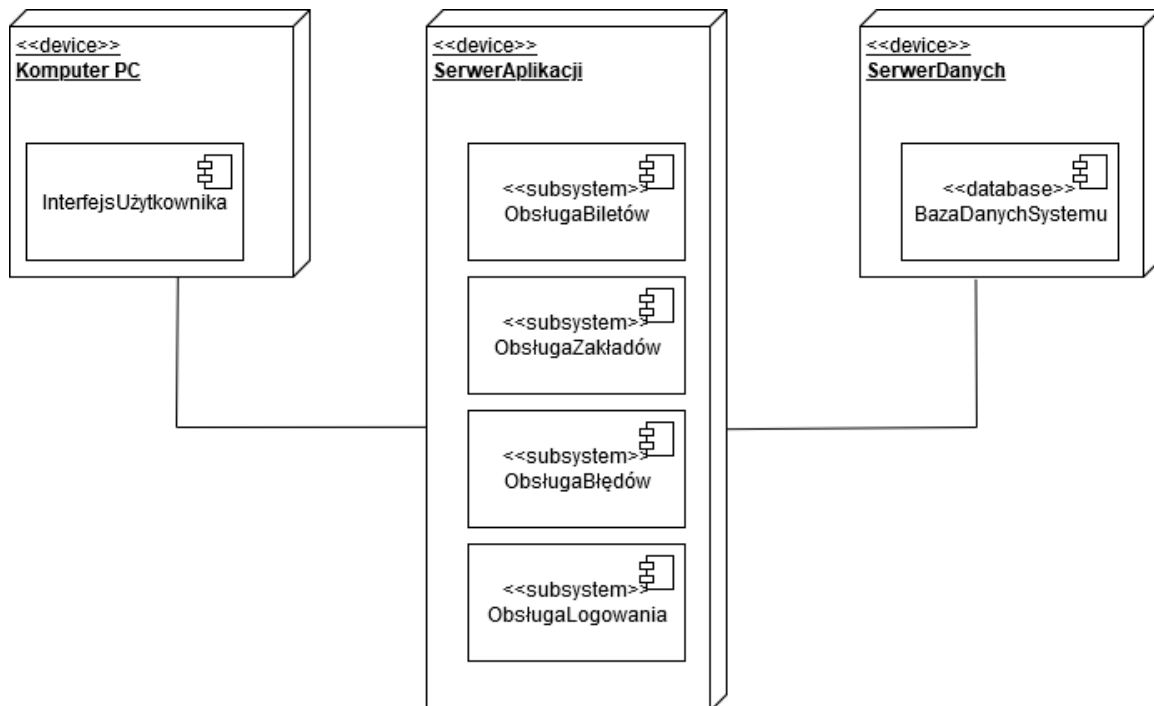 <<device>>
Komputer PC
InterfejsUżytkownika
<<device>>
SerwerAplikacji
<<subsystem>>
ObsługaBiletów
<<subsystem>>
ObsługaZakładów
<<subsystem>>
ObsługaBłędów
<<subsystem>>
ObsługaLogowania
<<device>>
SerwerDanych
<<database>>
BazaDanychSystemu